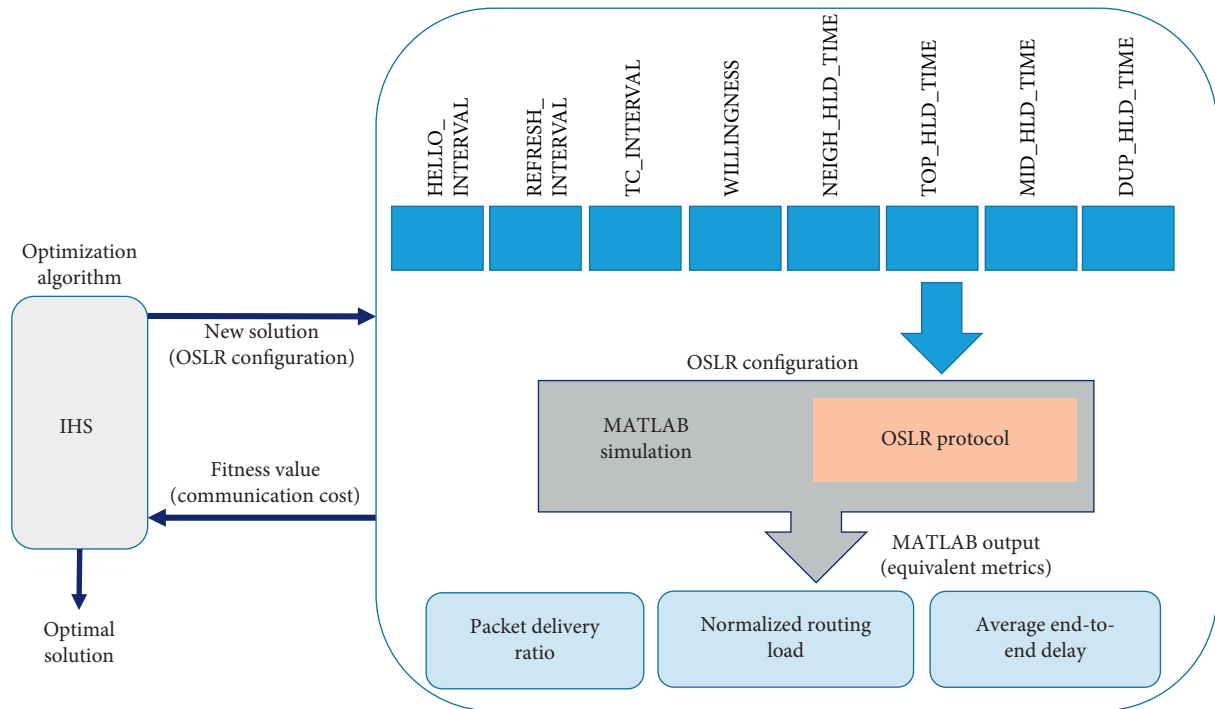 HELLO_
INTERVAL
REFRESH_
INTERVAL
TC_INTERVAL
WILLINGNESS
NEIGH_HLD_TIME
TOP_HLD_TIME
MID_HLD_TIME
DUP_HLD_TIME
Optimization
algorithm
IHS
New solution
(OSLR configuration)
Fitness value
(communication cost)
Optimal
solution
OSLR configuration
MATLAB
simulation
OSLR protocol
MATLAB output
(equivalent metrics)
Packet delivery
ratio
Normalized routing
load
Average end-to-
end delay